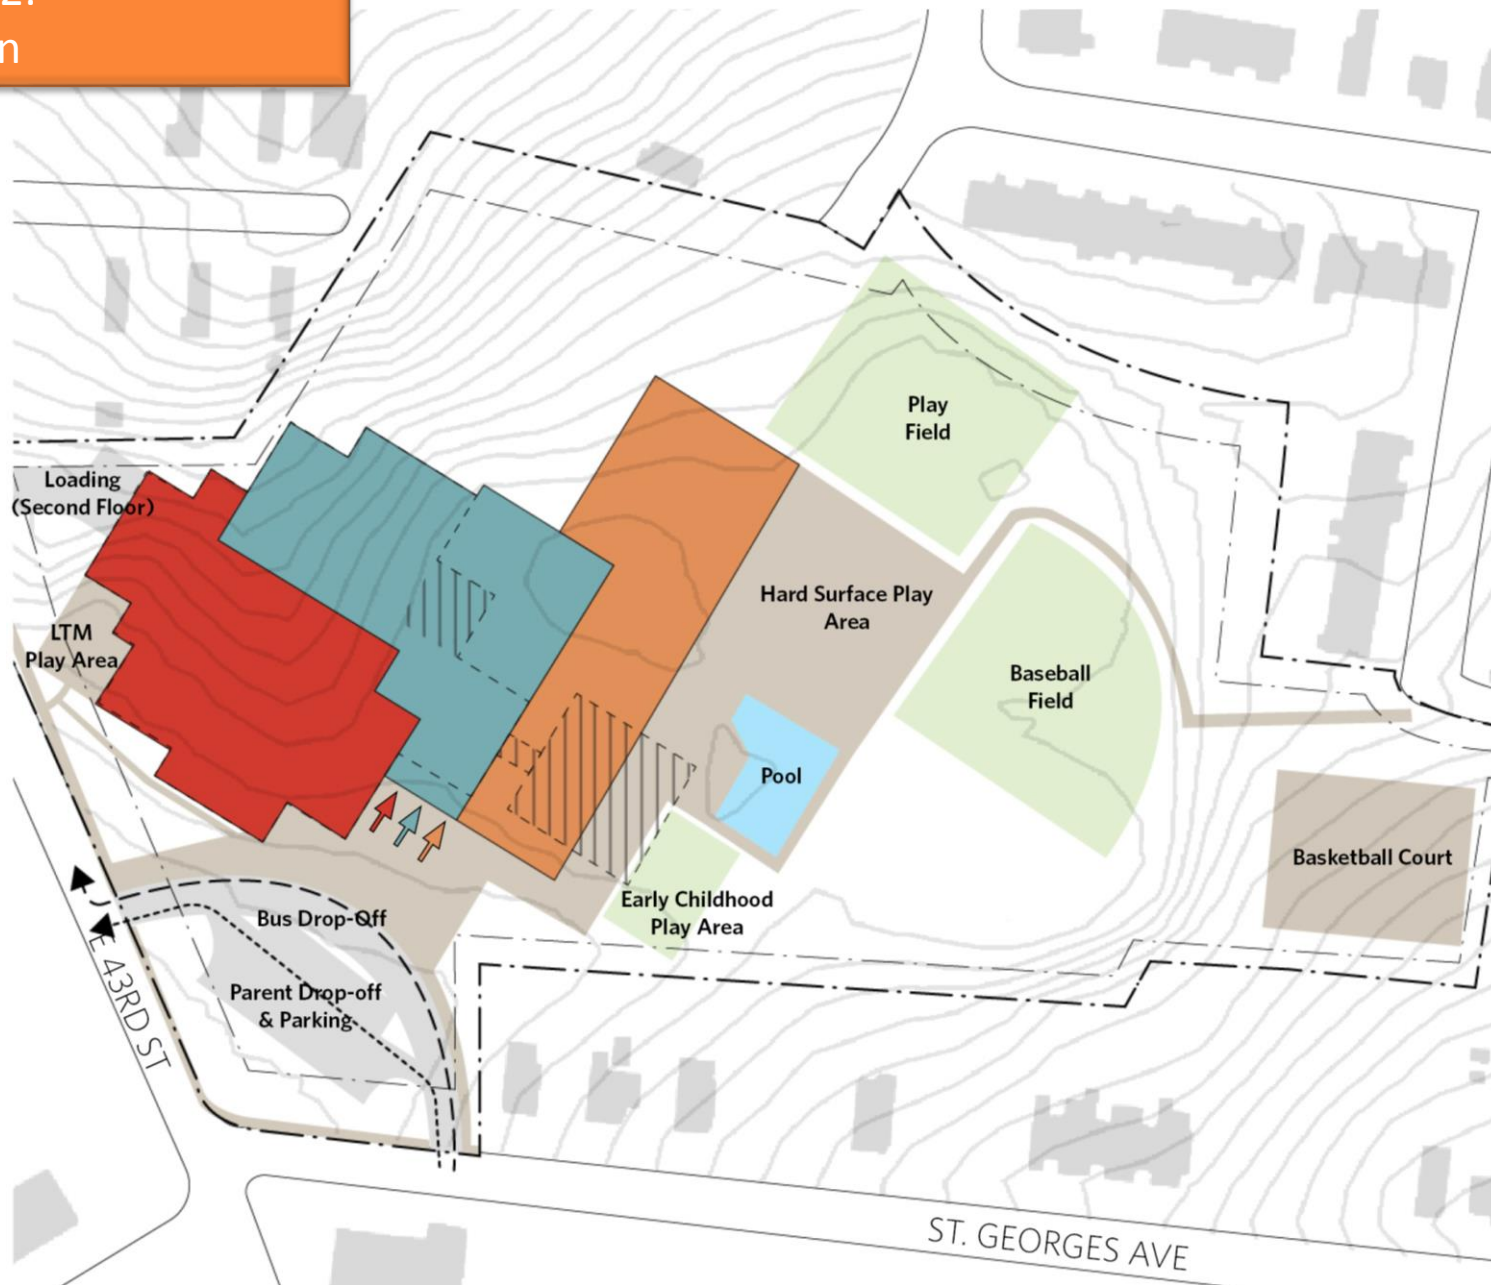 Loading
(Second Floor)
LTM
Play Area
Play
Field
Hard Surface Play
Area
Baseball
Field
Pool
Basketball Court
Early Childhood
Play Area
Bus Drop-Off
Parent Drop-off
& Parking
E 43RD ST
ST. GEORGES AVE